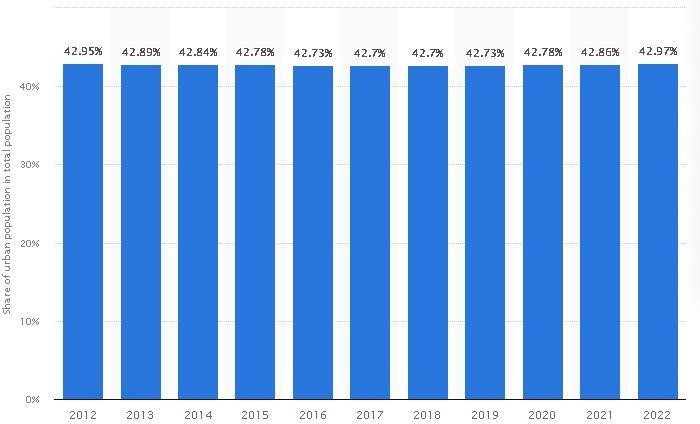 42.95% 42.89% 42.84% 42.78% 42.73% 42.7% 42.7% 42.73% 42.78% 42.86% 42.97%
Share of urban population in total population
40%
30%
20%
10%
0%
2012 2013 2014 2015 2016 2017 2018 2019 2020 2021 2022